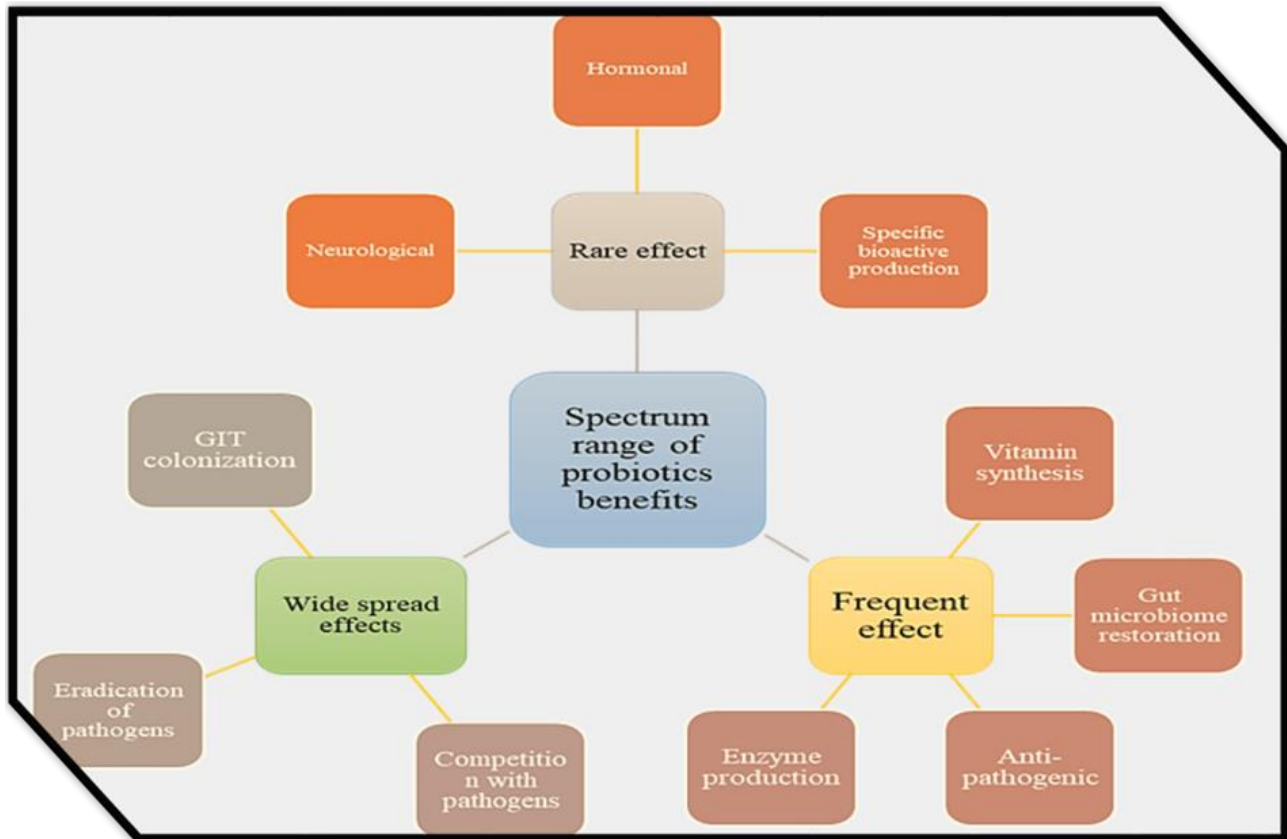 Hormonal
Neurological
Rare effect
Specific
bioactive
production
Spectrum
range of
probiotics
benefits
GIT
colonization
Wide spread
effects
Eradication
of
pathogens
Competitio
n with
pathogens
Vitamin
synthesis
Frequent
effect
Gut
microbiome
restoration
Enzyme
production
Anti-
pathogenic